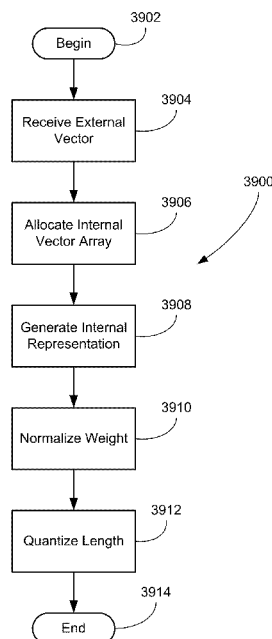 3902
Begin
3904
Receive External
Vector
3906
Allocate Internal
Vector Array
3900
3908
Generate Internal
Representation
3910
Normalize Weight
3912
Quantize Length
3914
End